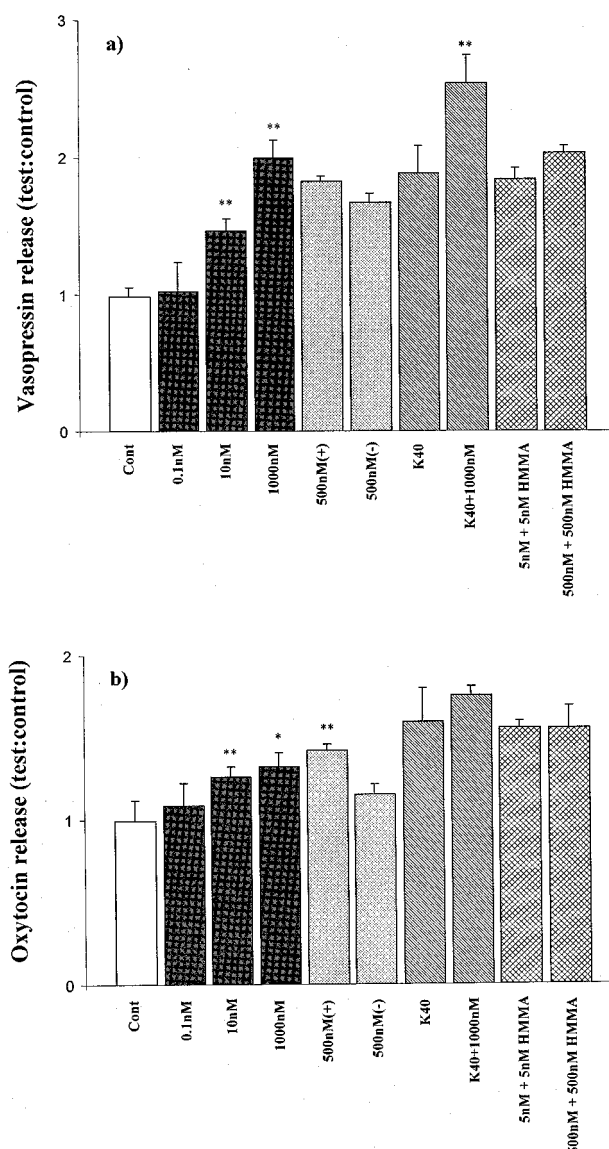 a)
Vasopressin release (test:control)
3
2
1
0
**
**
**
Cont
0.1nM
10nM
1000nM
500nM(+)
500nM(-)
K40
K40+1000nM
5nM + 5nM HMMA
500nM + 500nM HMMA
b)
Oxytocin release (test:control)
2
1
0
**
*
**
Cont
0.1nM
10nM
1000nM
500nM(+)
500nM(-)
K40
K40+1000nM
5nM + 5nM HMMA
500nM + 500nM HMMA